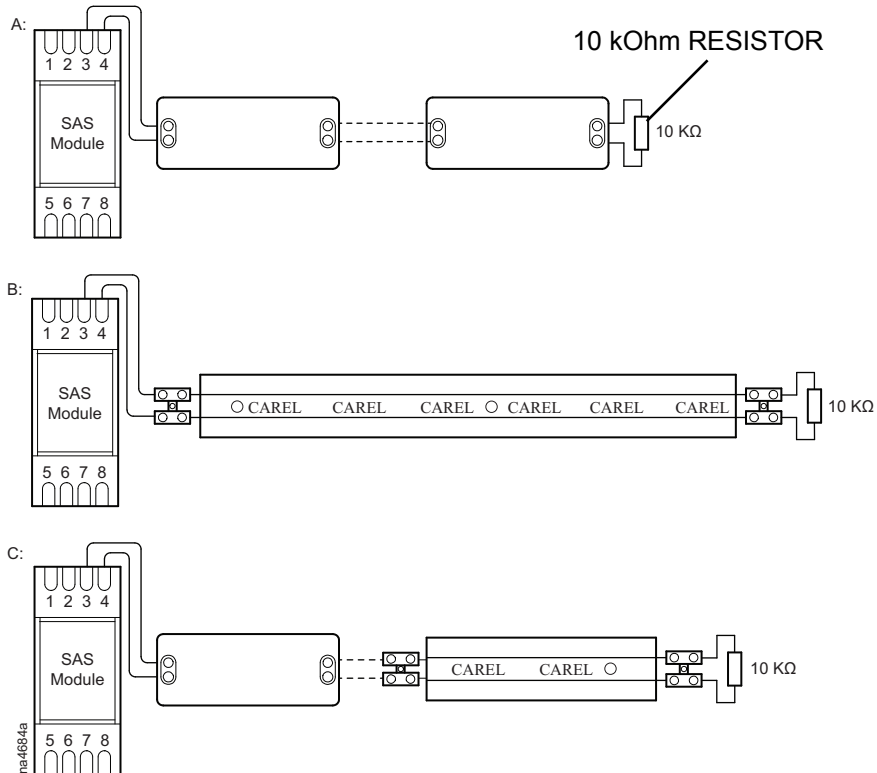 A:
10 kOhm RESISTOR
1 2 3 4
SAS
Module
10 KΩ
5 6 7 8
B:
1 2 3 4
SAS
Module
CAREL CAREL CAREL CAREL CAREL CAREL
10 KΩ
5 6 7 8
C:
1 2 3 4
SAS
Module
CAREL CAREL
10 KΩ
5 6 7 8
na4684a